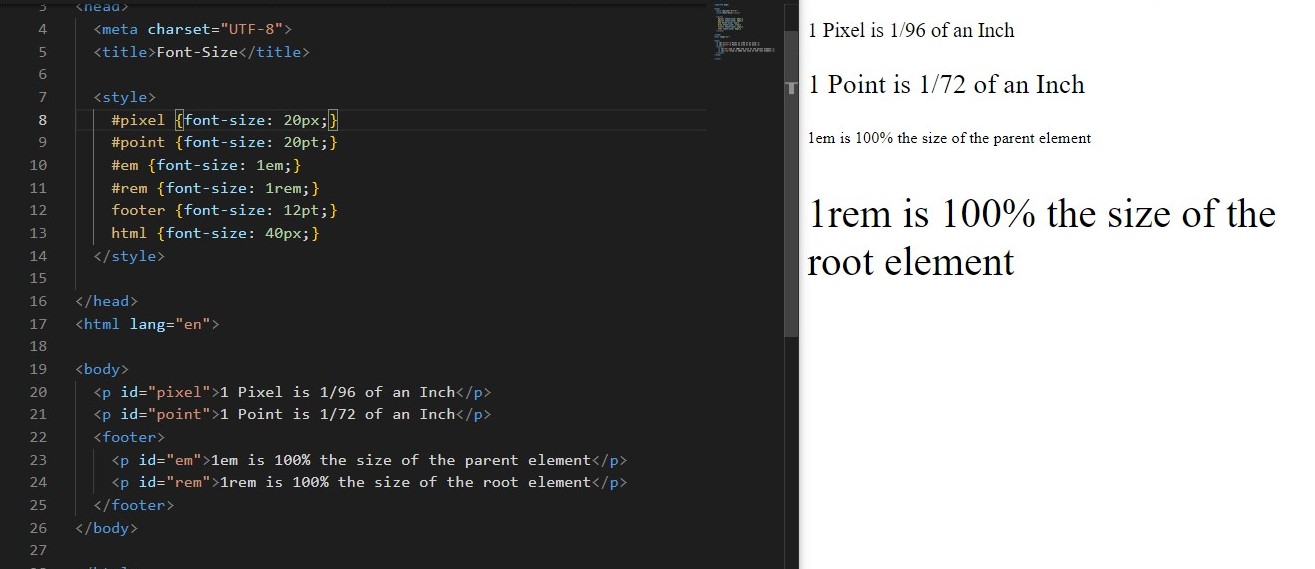 3 <head>
4 <meta charset="UTF-8">
5 <title>Font-Size</title>
6
7 <style>
8 #pixel {font-size: 20px;}
9 #point {font-size: 20pt;}
10 #em {font-size: 1em;}
11 #rem {font-size: 1rem;}
12 footer {font-size: 12pt;}
13 html {font-size: 40px;}
14 </style>
15
16 </head>
17 <html lang="en">
18
19 <body>
20 <p id="pixel">1 Pixel is 1/96 of an Inch</p>
21 <p id="point">1 Point is 1/72 of an Inch</p>
22 <footer>
23 <p id="em">1em is 100% the size of the parent element</p>
24 <p id="rem">1rem is 100% the size of the root element</p>
25 </footer>
26 </body>
27
1 Pixel is 1/96 of an Inch
1 Point is 1/72 of an Inch
1em is 100% the size of the parent element
1rem is 100% the size of the
root element